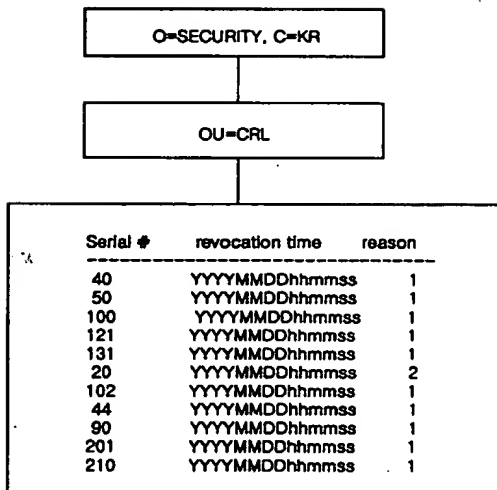 O=SECURITY, C=KR
OU=CRL
Serial # revocation time reason
40 YYYYMMDDhhmmss 1
50 YYYYMMDDhhmmss 1
100 YYYYMMDDhhmmss 1
121 YYYYMMDDhhmmss 1
131 YYYYMMDDhhmmss 1
20 YYYYMMDDhhmmss 2
102 YYYYMMDDhhmmss 1
44 YYYYMMDDhhmmss 1
90 YYYYMMDDhhmmss 1
201 YYYYMMDDhhmmss 1
210 YYYYMMDDhhmmss 1